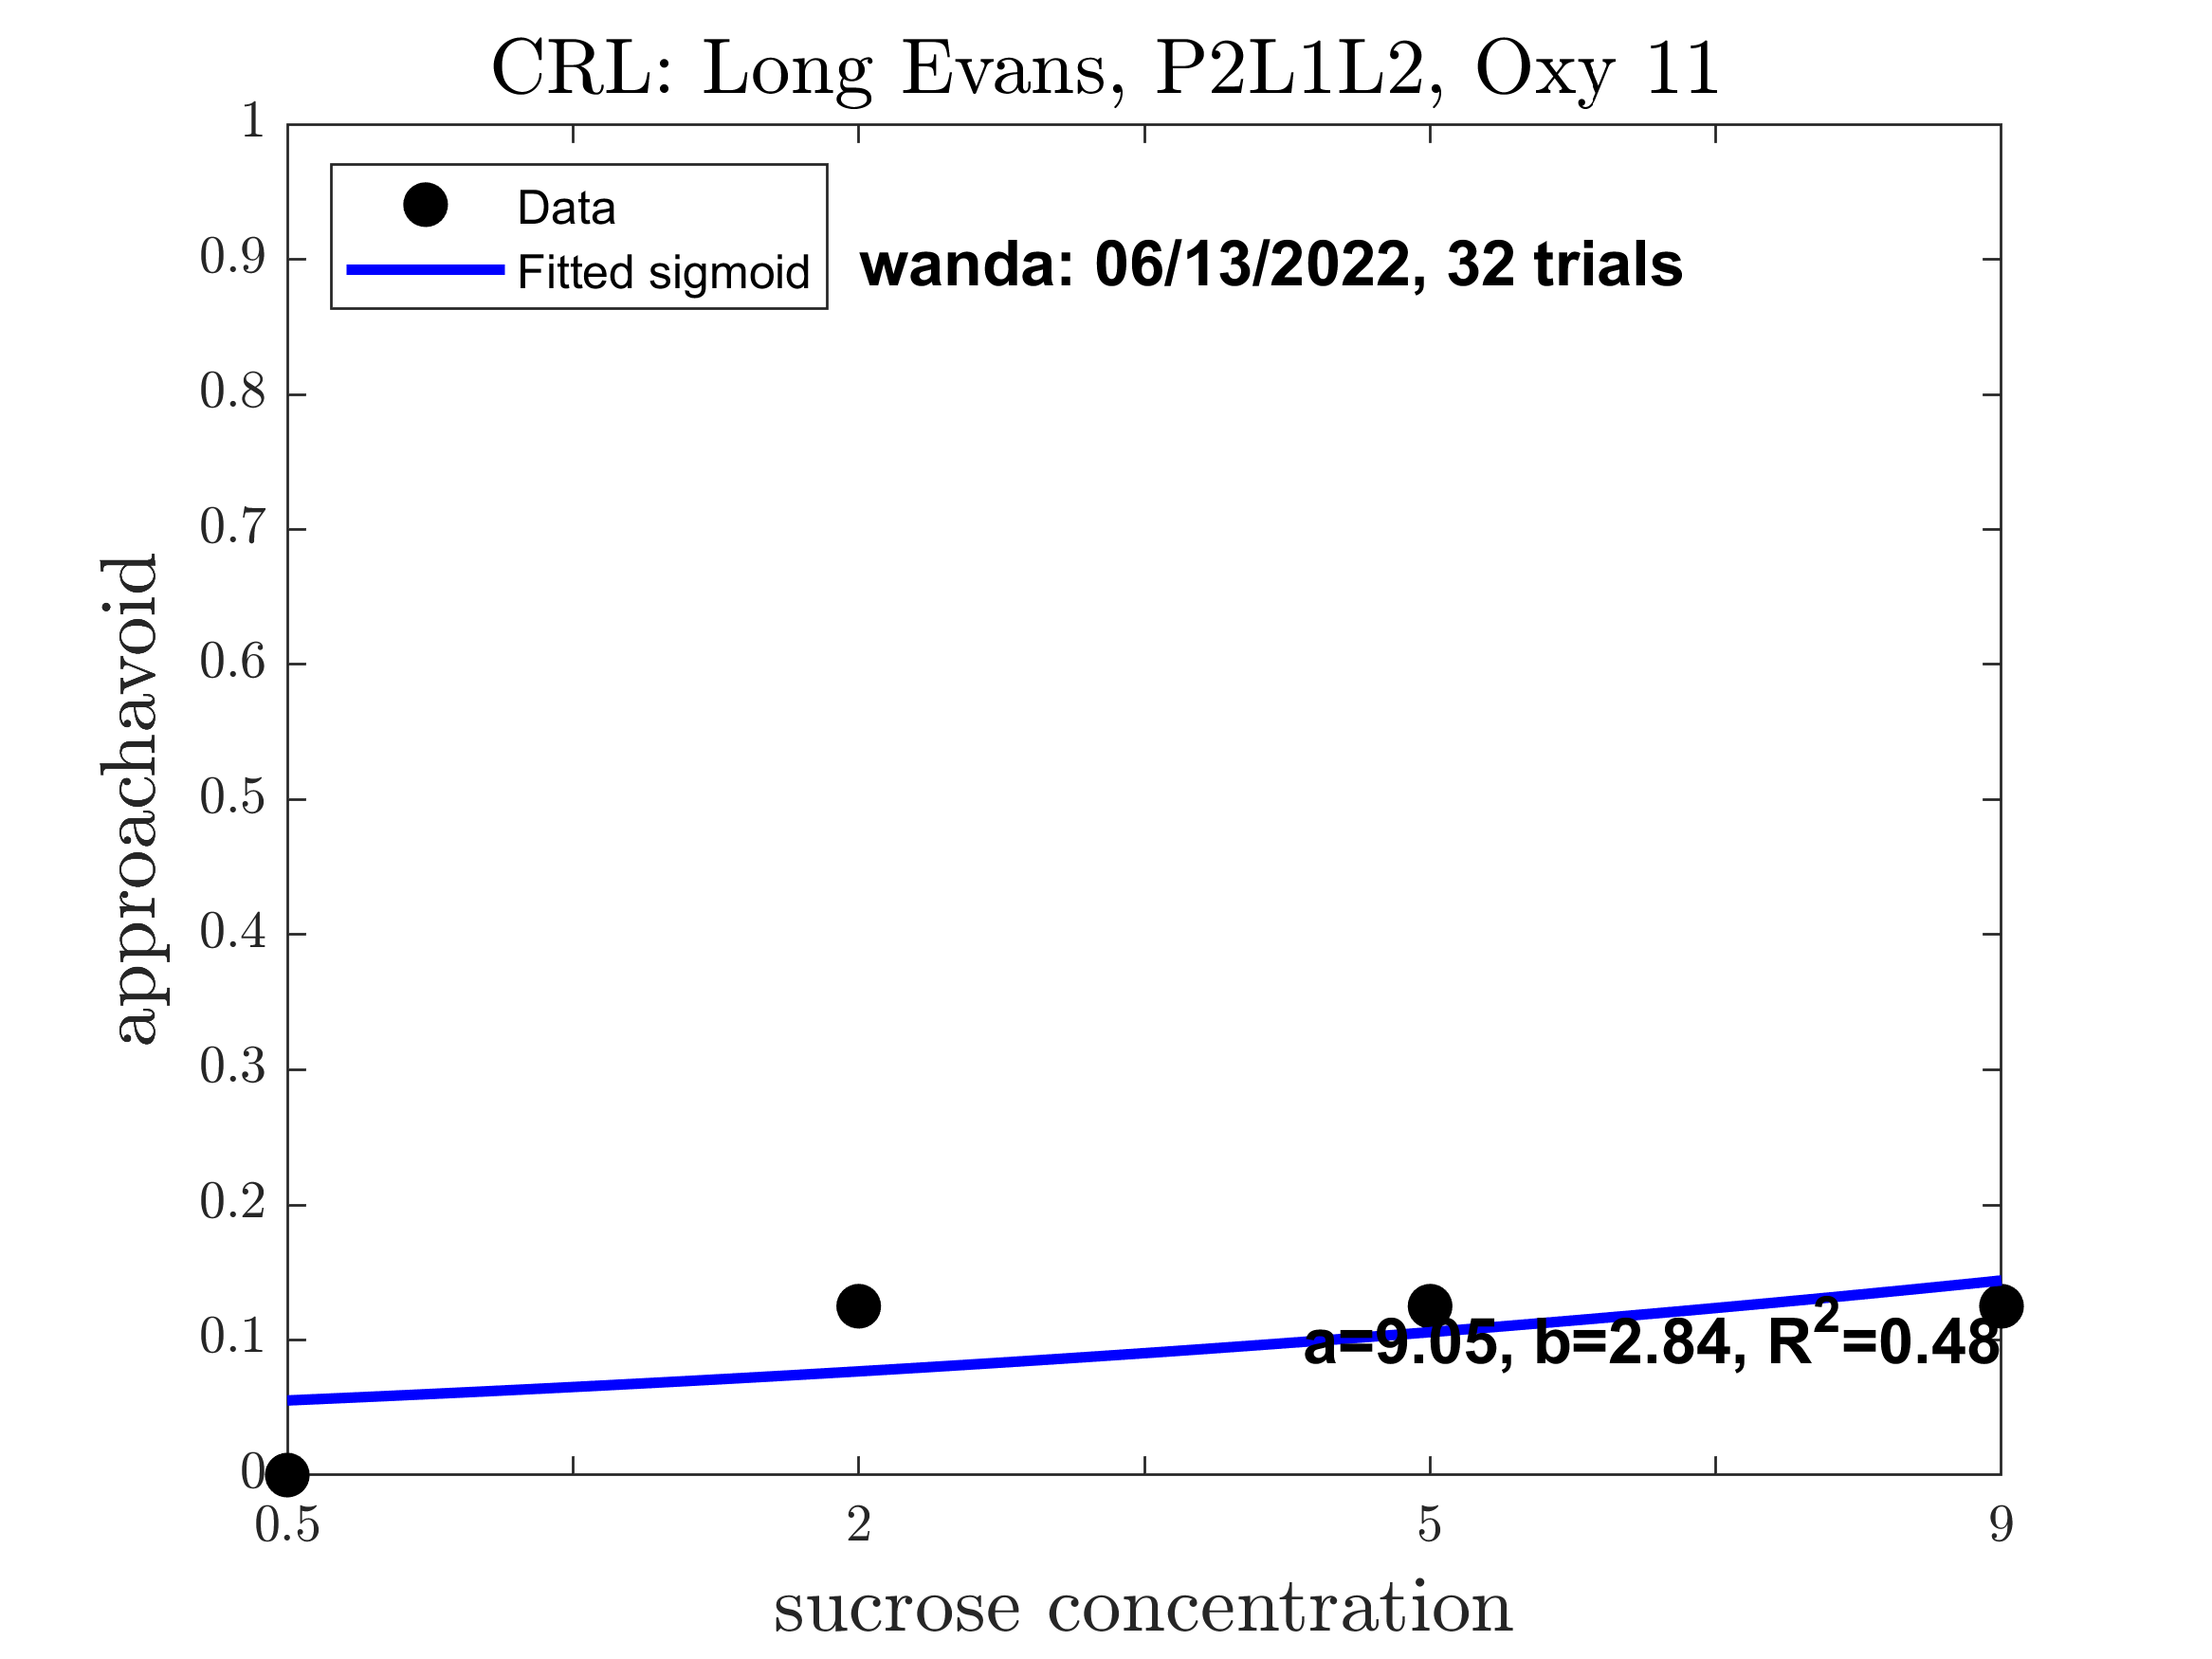 CRL: Long Evans, P2L1L2, Oxy 11
1
Data
Fitted sigmoid
wanda: 06/13/2022, 32 trials
0.9
0.8
0.7
0.6
0.5
0.4
0.3
0.2
0.1
0
approachavoid
a=9.05, b=2.84, R²=0.48
0.5 2 5 9
sucrose concentration